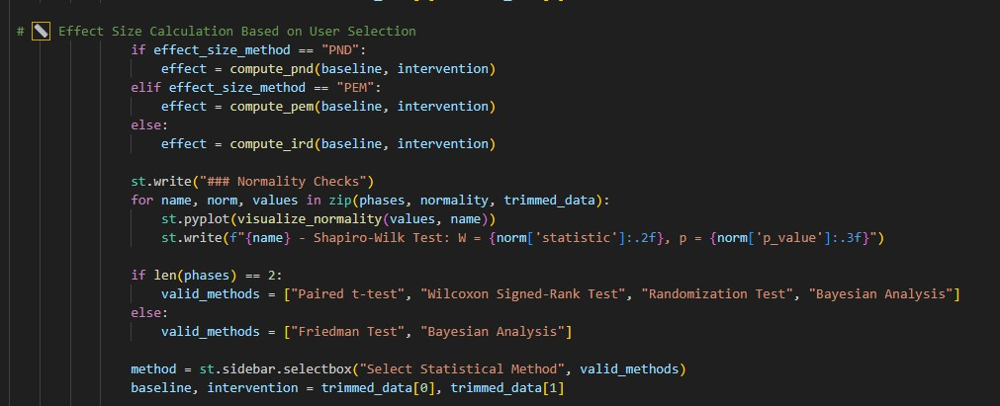 # 📏 Effect Size Calculation Based on User Selection
if effect_size_method == "PND":
effect = compute_pnd(baseline, intervention)
elif effect_size_method == "PEM":
effect = compute_pem(baseline, intervention)
else:
effect = compute_ird(baseline, intervention)
st.write("### Normality Checks")
for name, norm, values in zip(phases, normality, trimmed_data):
st.pyplot(visualize_normality(values, name))
st.write(f"{name} - Shapiro-Wilk Test: W = {norm['statistic']:.2f}, p = {norm['p_value']:.3f}")
if len(phases) == 2:
valid_methods = ["Paired t-test", "Wilcoxon Signed-Rank Test", "Randomization Test", "Bayesian Analysis"]
else:
valid_methods = ["Friedman Test", "Bayesian Analysis"]
method = st.sidebar.selectbox("Select Statistical Method", valid_methods)
baseline, intervention = trimmed_data[0], trimmed_data[1]